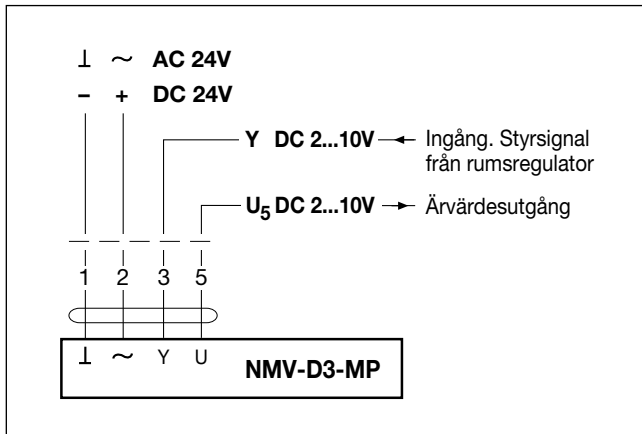 ⊥ ~ AC 24V
– + DC 24V
Y DC 2...10V Ingång. Styrsignal
från rumsregulator
U5 DC 2...10V Ärvärdesutgång
1 2 3 5
⊥ ~ Y U
NMV-D3-MP